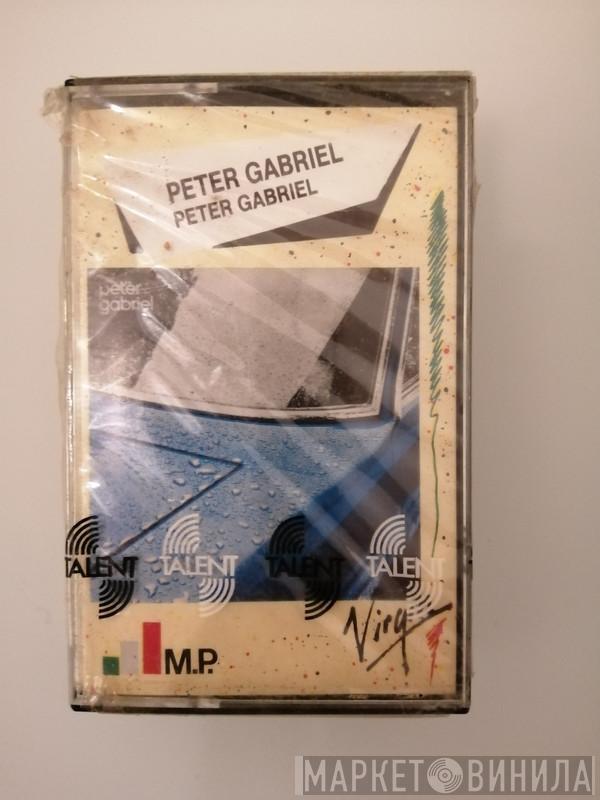 PETER GABRIEL
PETER GABRIEL
peter
gabriel
TALENT TALENT TALENT TALENT
M.P.
Virgin
МАРКЕТ ВИНИЛА